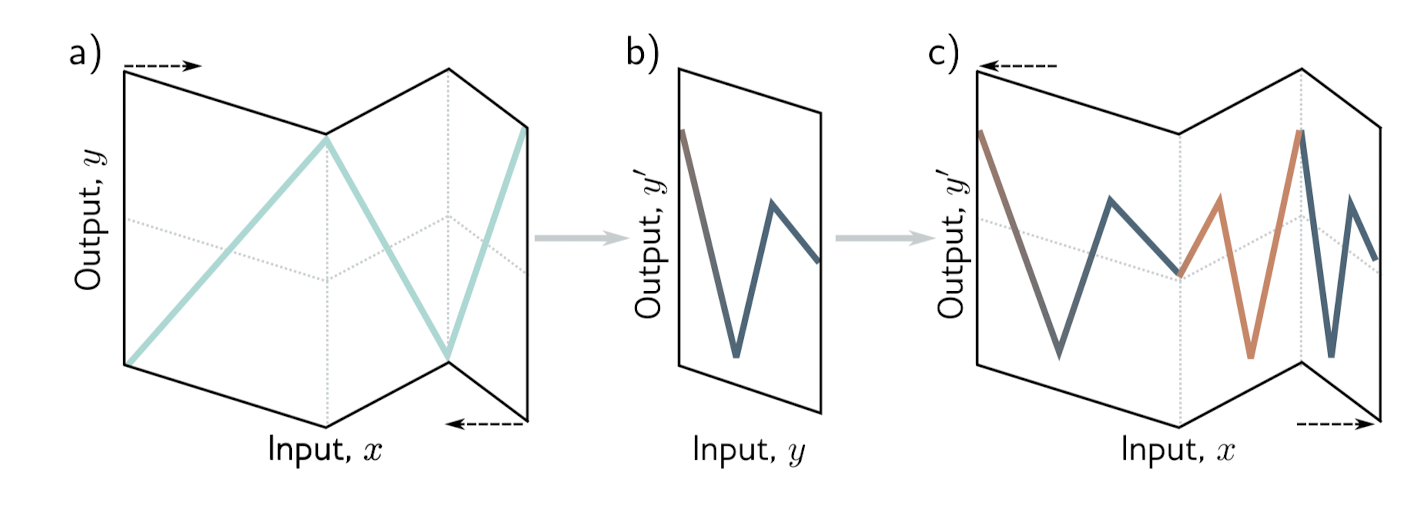 a)
Output, y
Input, x
b)
Output, y′
Input, y
c)
Output, y′
Input, x